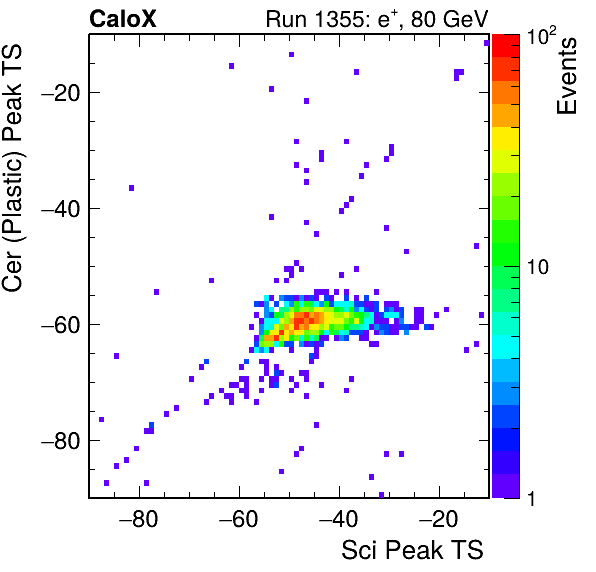 CaloX Run 1355: e⁺, 80 GeV
Cer (Plastic) Peak TS
−20
−40
−60
−80
−80 −60 −40 −20
Sci Peak TS
10²
10
1
Events